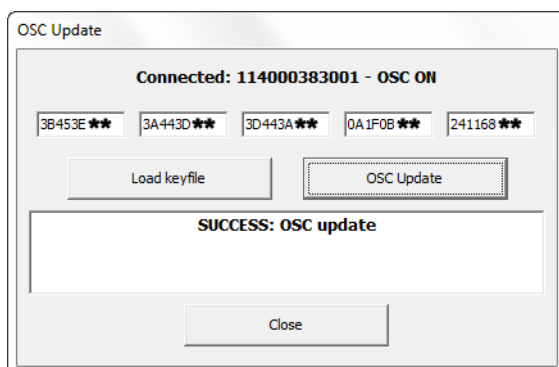 OSC Update
Connected: 114000383001 - OSC ON
3B453E** 3A443D** 3D443A** 0A1F0B** 241168**
Load keyfile OSC Update
SUCCESS: OSC update
Close